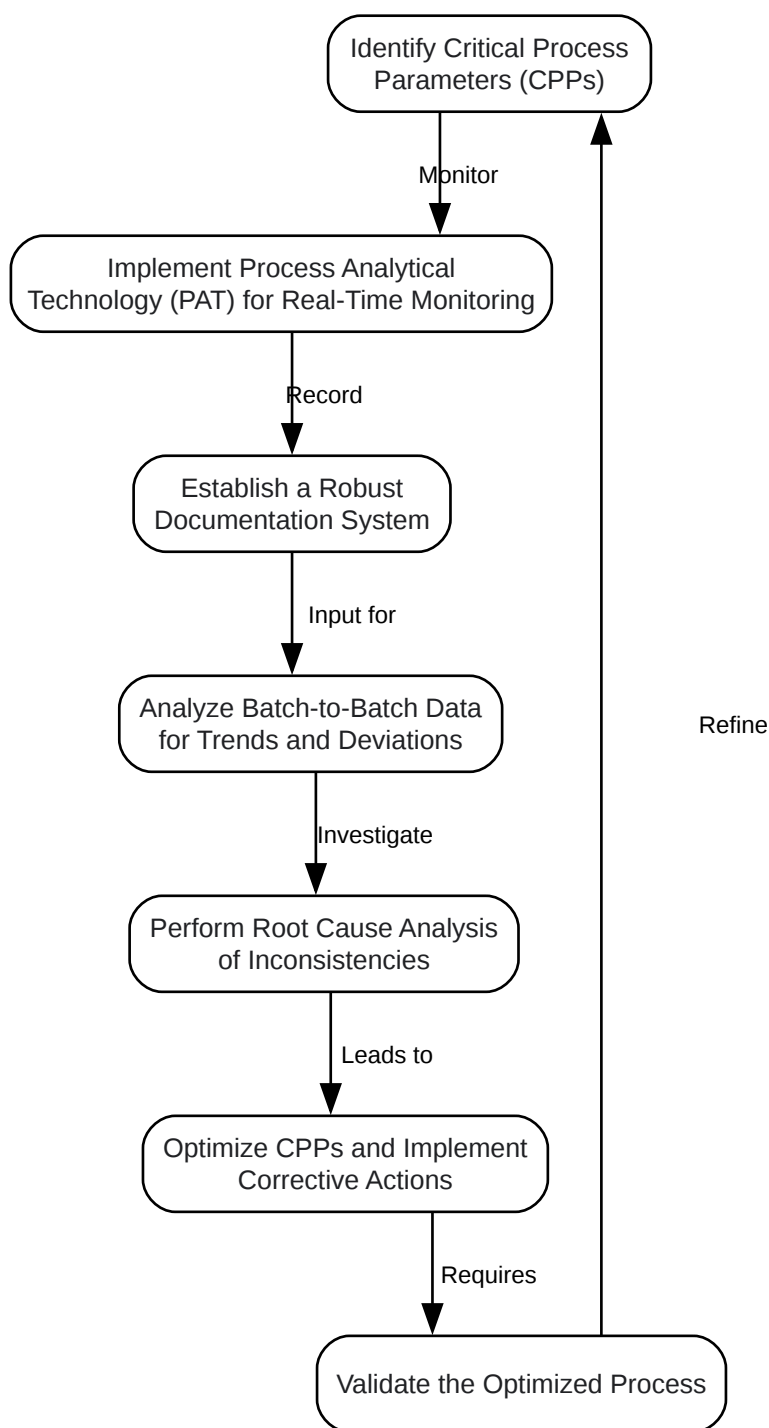 Identify Critical Process
Parameters (CPPs)
Monitor
Implement Process Analytical
Technology (PAT) for Real-Time Monitoring
Record
Establish a Robust
Documentation System
Input for
Analyze Batch-to-Batch Data
for Trends and Deviations
Refine
Investigate
Perform Root Cause Analysis
of Inconsistencies
Leads to
Optimize CPPs and Implement
Corrective Actions
Requires
Validate the Optimized Process